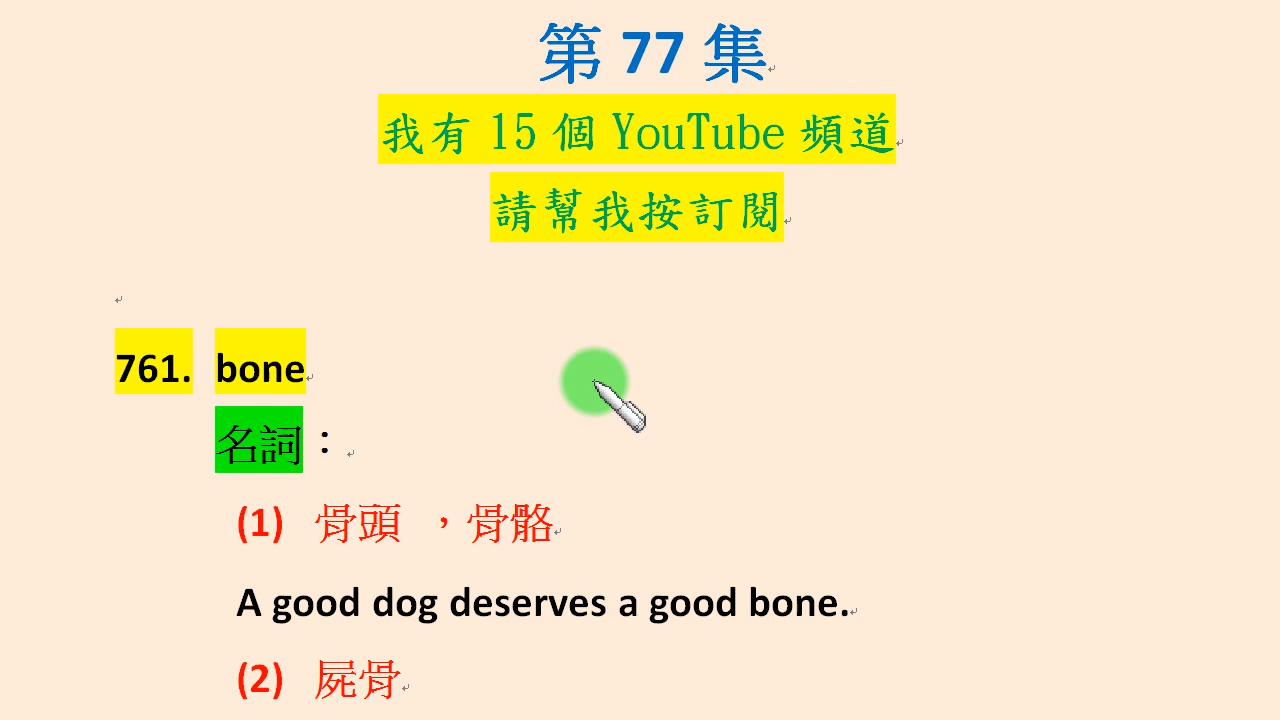 第 77 集
我有 15 個 YouTube 頻道
請幫我按訂閱
761. bone
名詞：
(1) 骨頭 ，骨骼
A good dog deserves a good bone.
(2) 屍骨